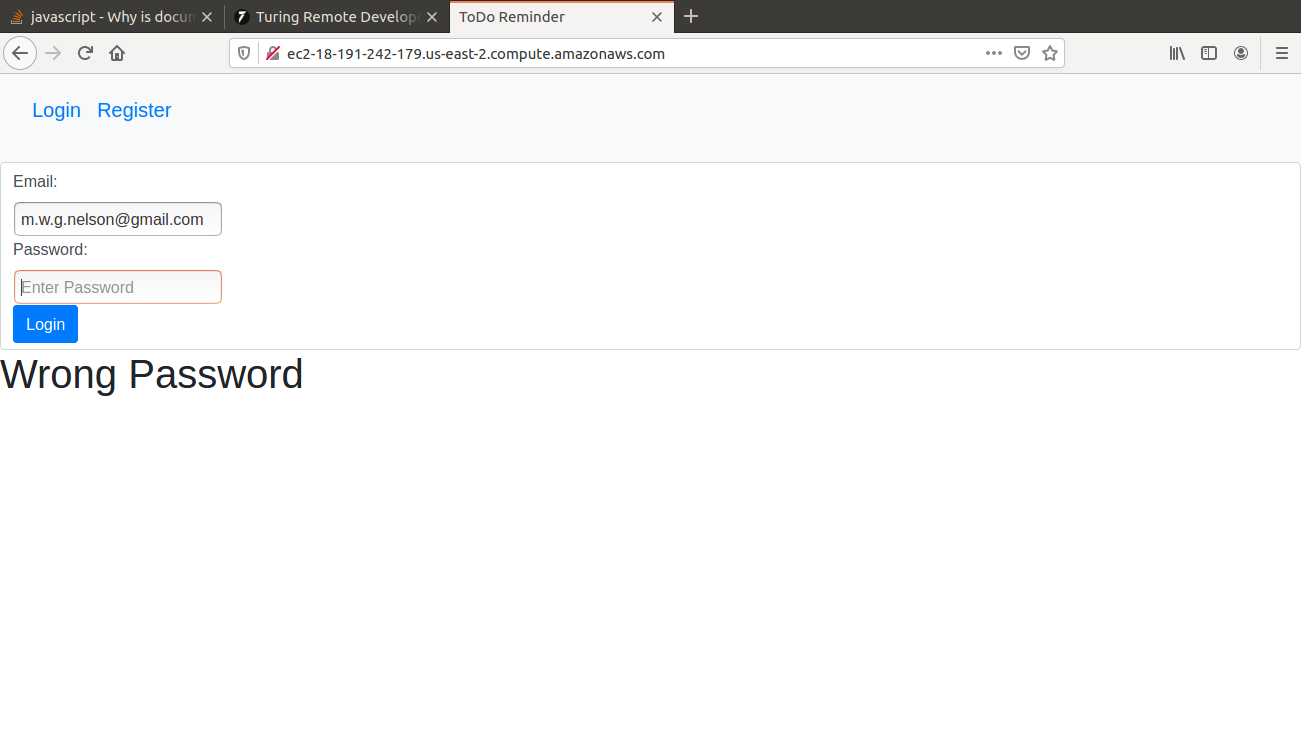 javascript - Why is docun
Turing Remote Develop
ToDo Reminder
ec2-18-191-242-179.us-east-2.compute.amazonaws.com
Login Register
Email:
m.w.g.nelson@gmail.com
Password:
Enter Password
Login
Wrong Password